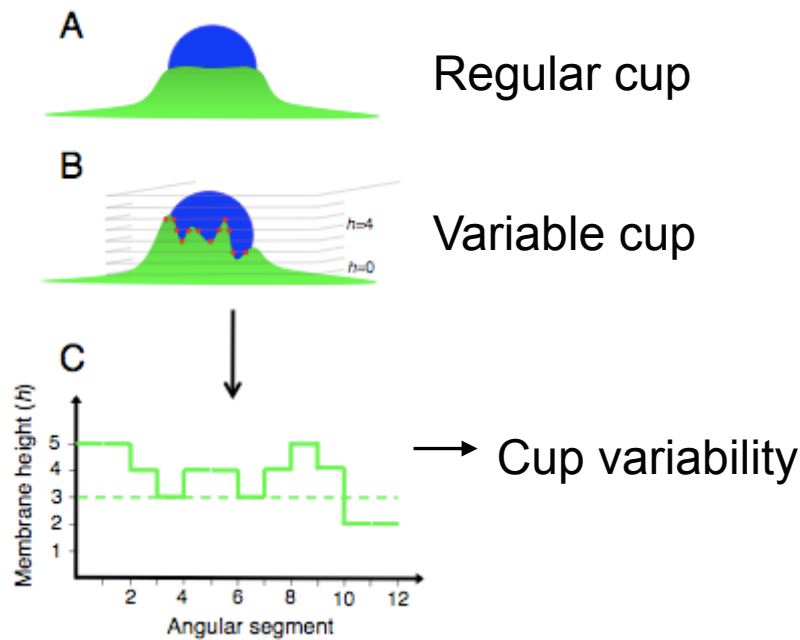 A
Regular cup
B
h=4
Variable cup
h=0
C
Membrane height (h)
5
4
3
2
1
Cup variability
2 4 6 8 10 12
Angular segment